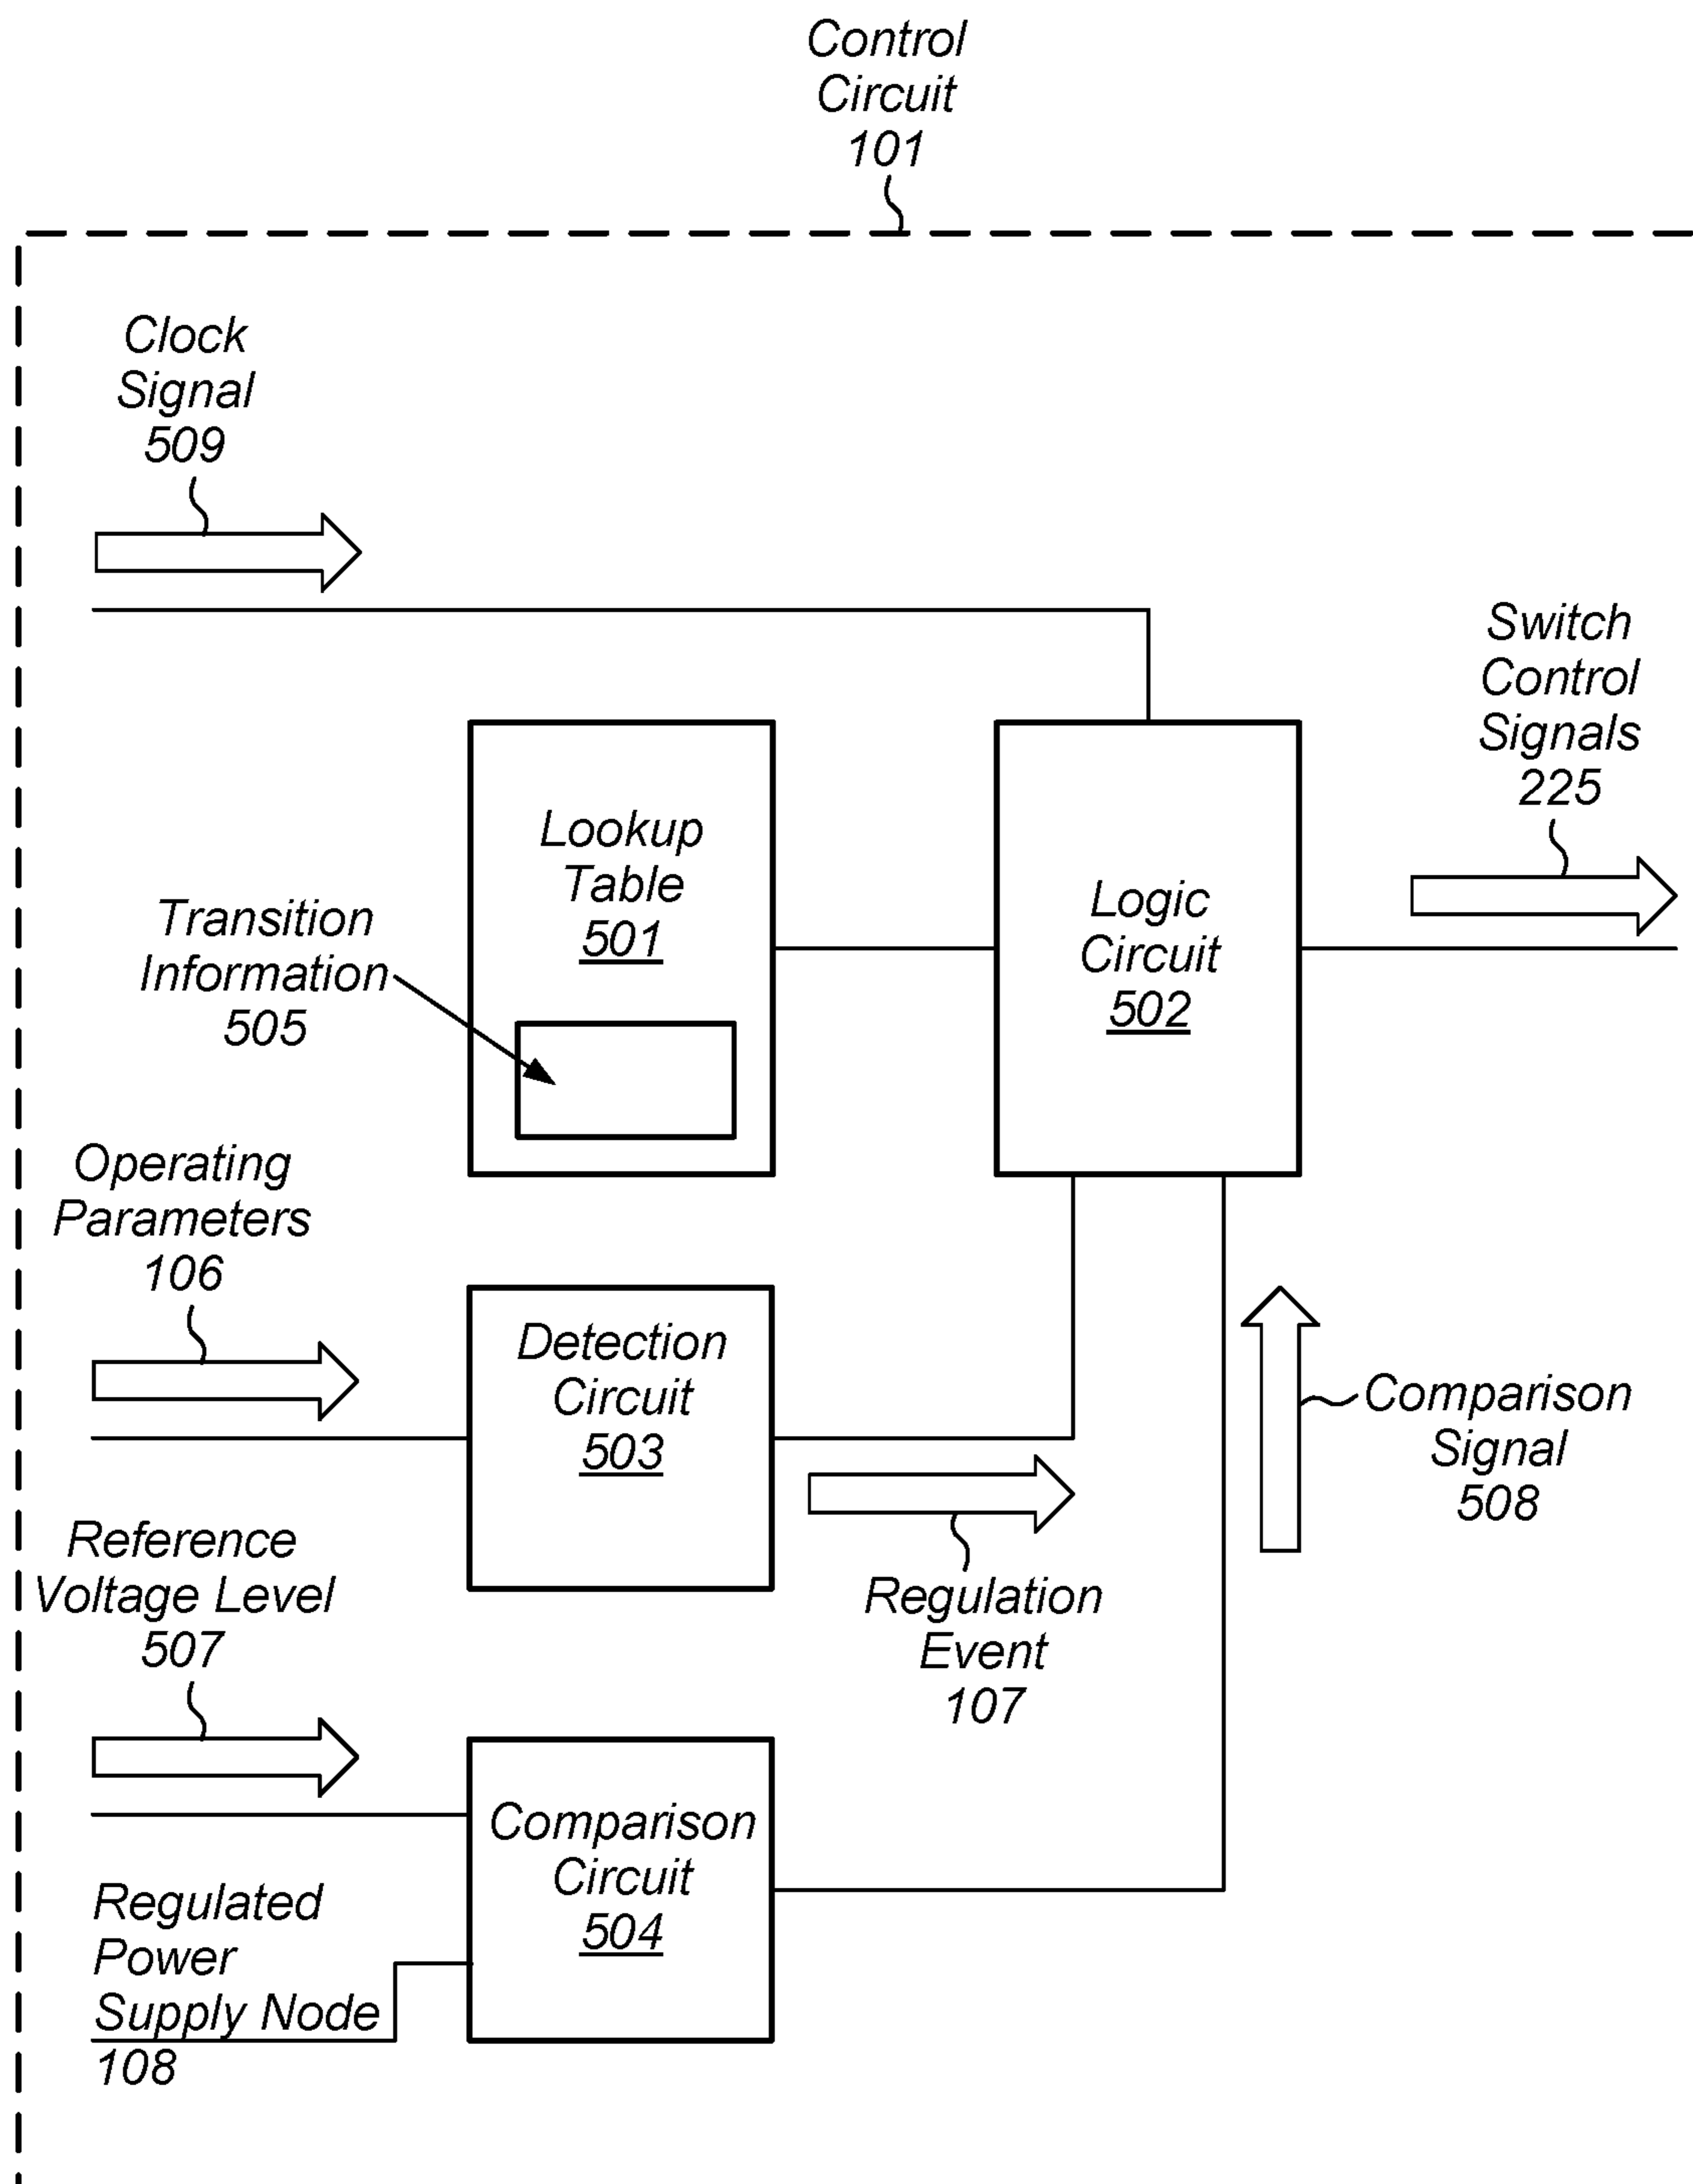 Control
Circuit
101
Clock
Signal
509
Switch
Control
Signals
225
Lookup
Table
501
Logic
Circuit
502
Transition
Information
505
Operating
Parameters
106
Detection
Circuit
503
Comparison
Signal
508
Reference
Voltage Level
507
Regulation
Event
107
Comparison
Circuit
504
Regulated
Power
Supply Node
108